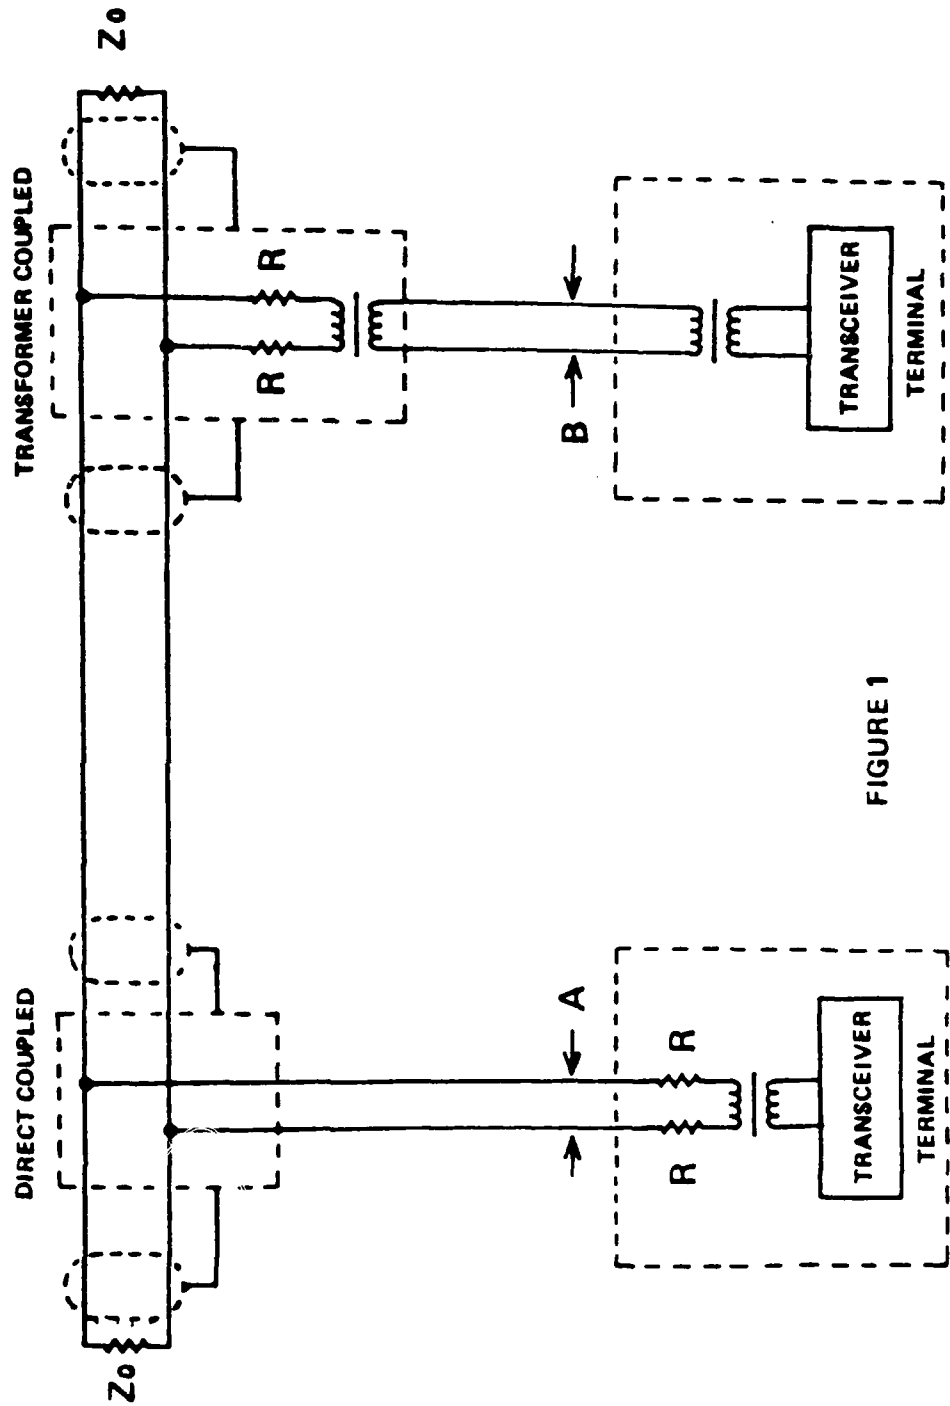 DIRECT COUPLED
TRANSFORMER COUPLED
Zo
Zo
R
R
R
R
A
B
TRANSCEIVER
TERMINAL
TRANSCEIVER
TERMINAL
FIGURE 1